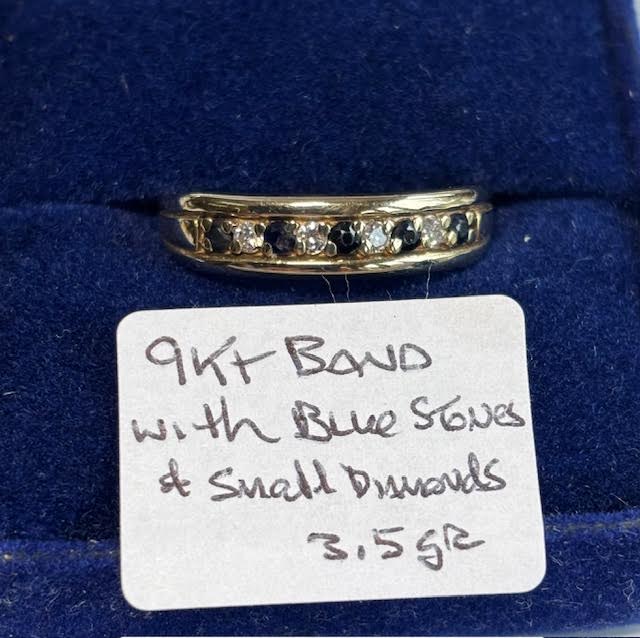 9Kt BAND
with Blue Stones
& Small Diamonds
3.5 gr